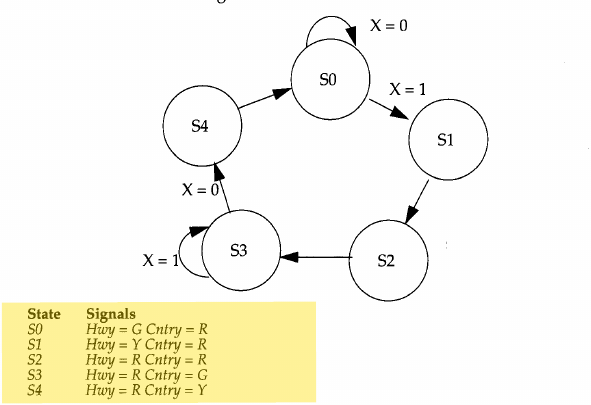 X = 0
S0
X = 1
S4
S1
X = 0
S3
S2
X = 1
State Signals
S0 Hwy = G Cntry = R
S1 Hwy = Y Cntry = R
S2 Hwy = R Cntry = R
S3 Hwy = R Cntry = G
S4 Hwy = R Cntry = Y